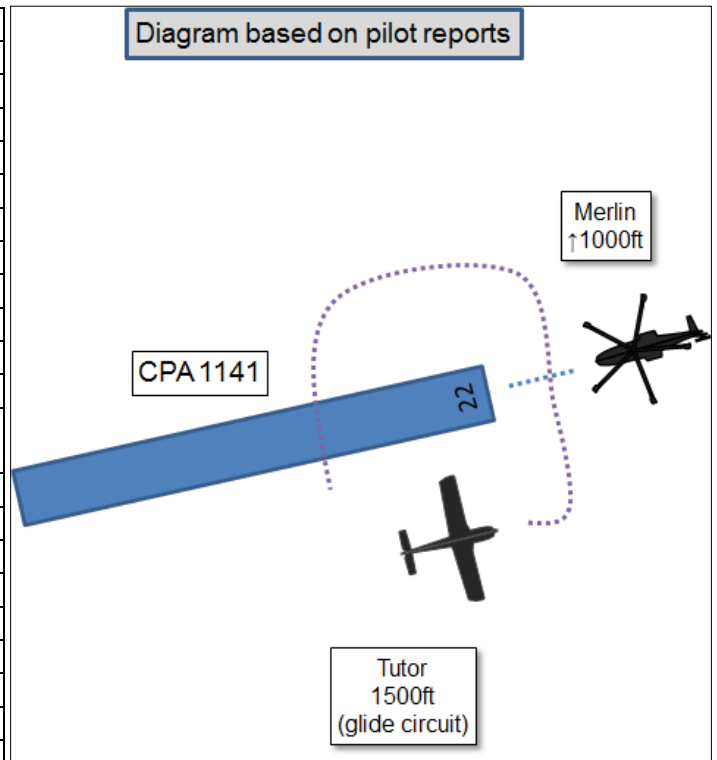 Diagram based on pilot reports
Merlin
↑1000ft
CPA 1141
22
Tutor
1500ft
(glide circuit)